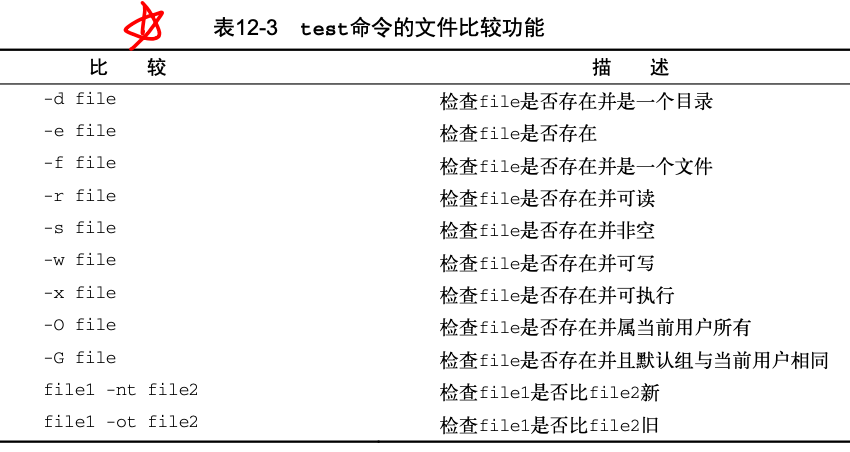 表12-3 test命令的文件比较功能
比 较 描 述
-d file 检查file是否存在并是一个目录
-e file 检查file是否存在
-f file 检查file是否存在并是一个文件
-r file 检查file是否存在并可读
-s file 检查file是否存在并非空
-w file 检查file是否存在并可写
-x file 检查file是否存在并可执行
-O file 检查file是否存在并属当前用户所有
-G file 检查file是否存在并且默认组与当前用户相同
file1 -nt file2 检查file1是否比file2新
file1 -ot file2 检查file1是否比file2旧